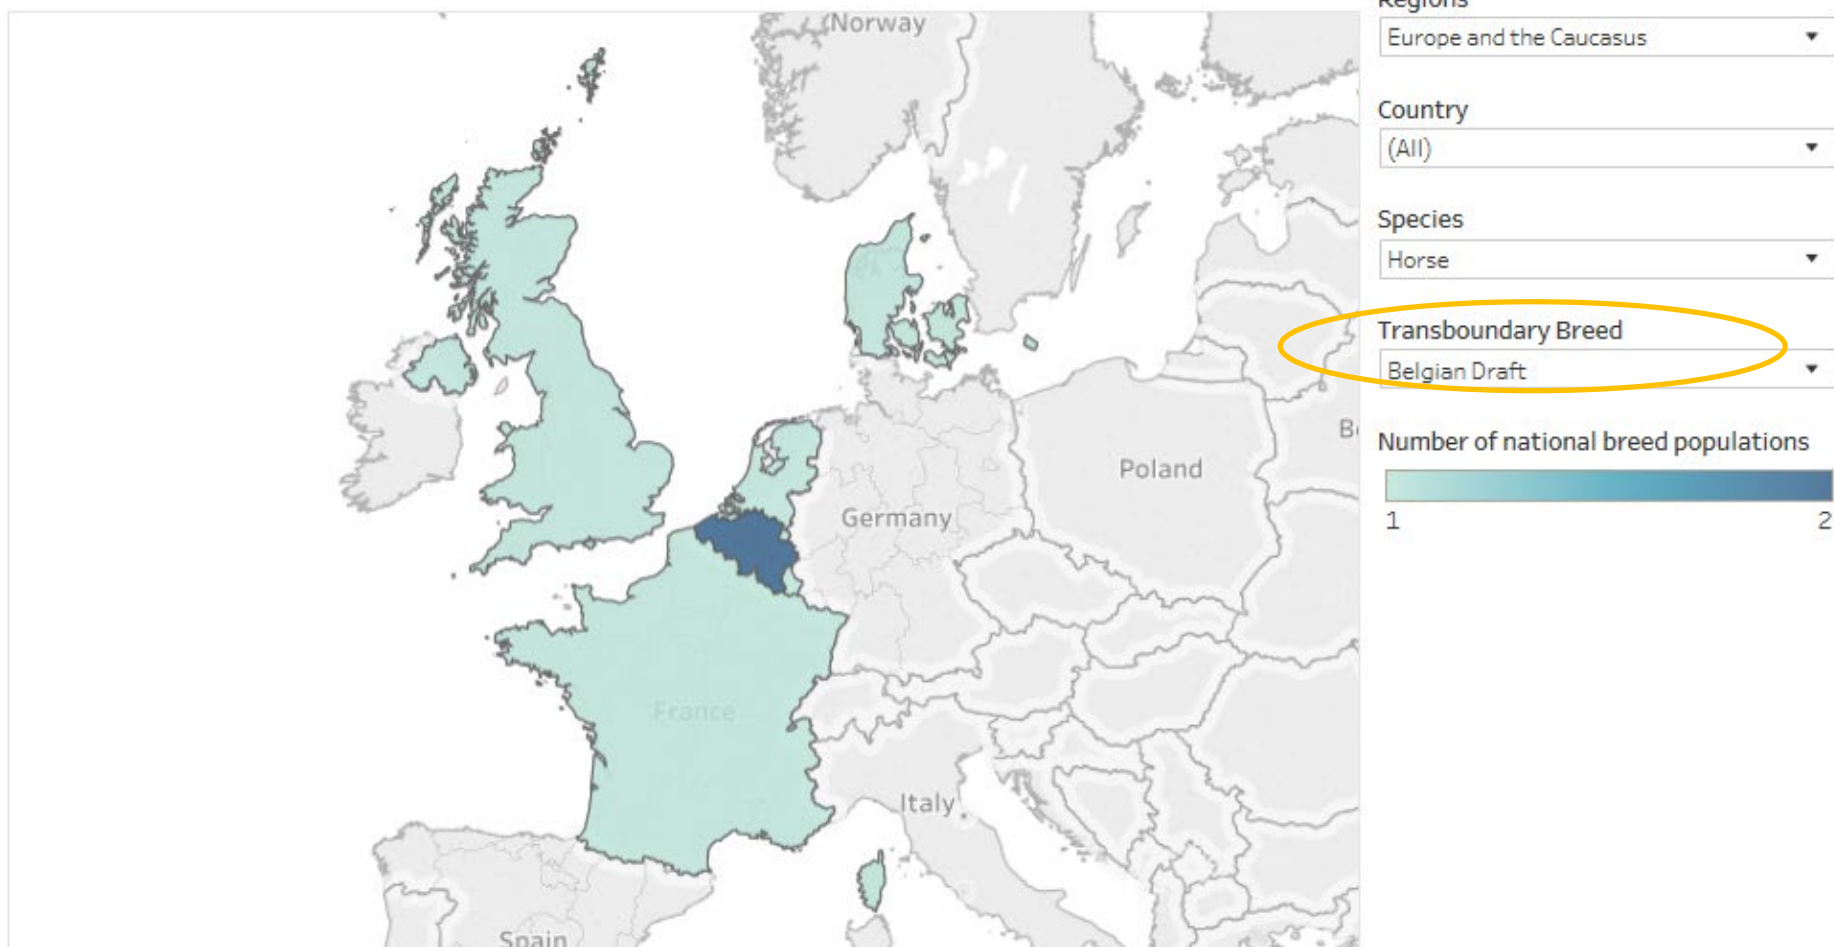 Regions
Europe and the Caucasus
Country
(All)
Species
Horse
Transboundary Breed
Belgian Draft
Number of national breed populations
1 2
Norway
Poland
Germany
France
Italy
Spain